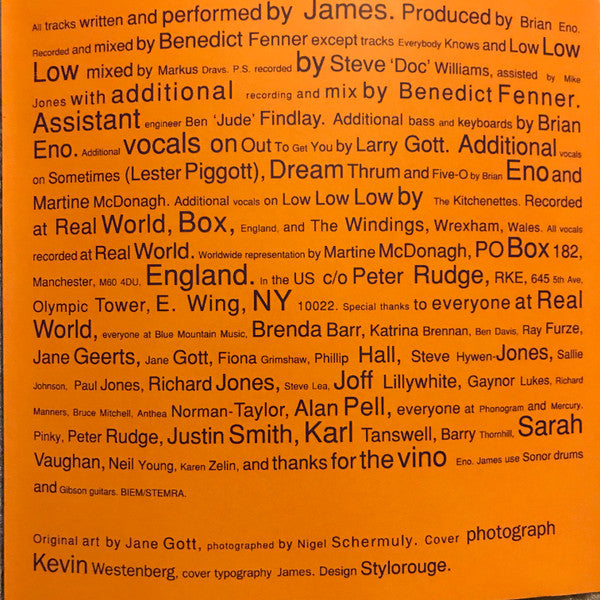 All tracks written and performed by James. Produced by Brian Eno.
Recorded and mixed by Benedict Fenner except tracks Everybody Knows and Low Low
Low mixed by Markus Dravs. P.S. recorded by Steve ‘Doc’ Williams, assisted by Mike
Jones with additional recording and mix by Benedict Fenner.
Assistant engineer Ben ‘Jude’ Findlay. Additional bass and keyboards by Brian
Eno. Additional vocals on Out To Get You by Larry Gott. Additional vocals
on Sometimes (Lester Piggott), Dream Thrum and Five-O by Brian Eno and
Martine McDonagh. Additional vocals on Low Low Low by The Kitchenettes. Recorded
at Real World, Box, England, and The Windings, Wrexham, Wales. All vocals
recorded at Real World. Worldwide representation by Martine McDonagh, PO Box 182,
Manchester, M60 4DU, England. In the US c/o Peter Rudge, RKE, 645 5th Ave,
Olympic Tower, E. Wing, NY 10022. Special thanks to everyone at Real
World, everyone at Blue Mountain Music, Brenda Barr, Katrina Brennan, Ben Davis, Ray Furze,
Jane Geerts, Jane Gott, Fiona Grimshaw, Phillip Hall, Steve Hywen-Jones, Sallie
Johnson, Paul Jones, Richard Jones, Steve Lea, Joff Lillywhite, Gaynor Lukes, Richard
Manners, Bruce Mitchell, Anthea Norman-Taylor, Alan Pell, everyone at Phonogram and Mercury,
Pinky, Peter Rudge, Justin Smith, Karl Tanswell, Barry Thornhill, Sarah
Vaughan, Neil Young, Karen Zelin, and thanks for the vino Eno. James use Sonor drums
and Gibson guitars. BIEM/STEMRA.
Original art by Jane Gott, photographed by Nigel Schermuly. Cover photograph
Kevin Westenberg, cover typography James. Design Stylorouge.